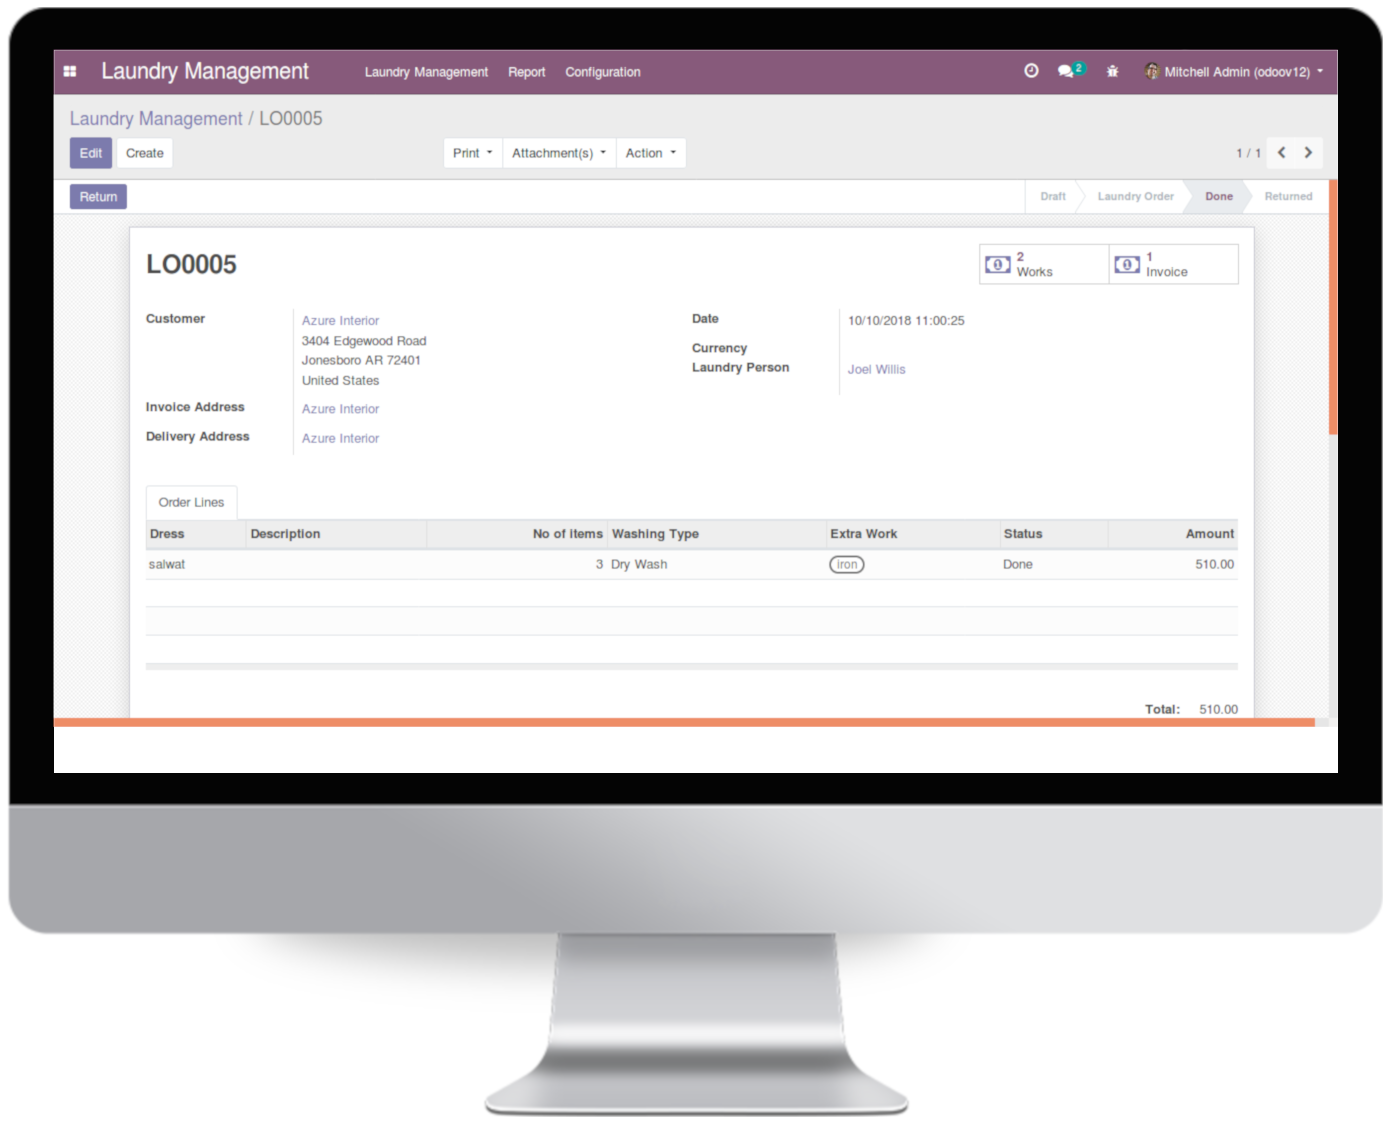 Laundry Management Laundry Management Report Configuration 2 Mitchell Admin (odoov12)
Laundry Management / LO0005
Edit Create Print Attachment(s) Action 1 / 1
Return Draft Laundry Order Done Returned
LO0005
2 Works
1 Invoice
Customer Azure Interior
3404 Edgewood Road
Jonesboro AR 72401
United States
Invoice Address Azure Interior
Delivery Address Azure Interior
Date 10/10/2018 11:00:25
Currency
Laundry Person Joel Willis
Order Lines
Dress Description No of items Washing Type Extra Work Status Amount
salwat 3 Dry Wash Iron Done 510.00
Total: 510.00